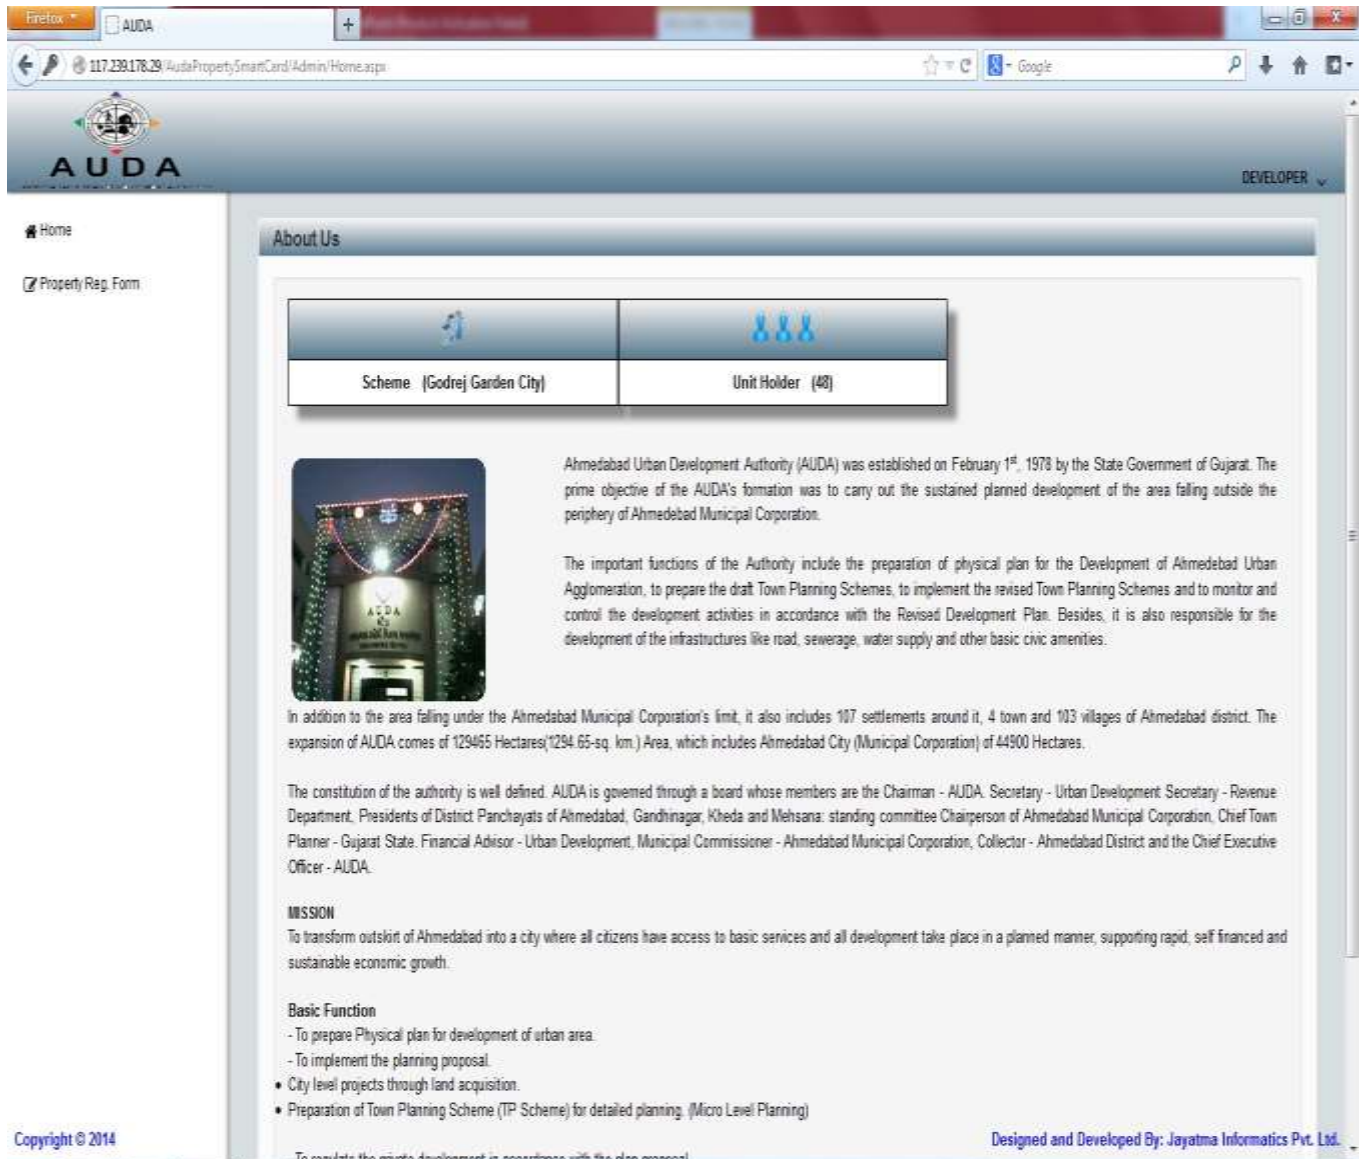 Firefox
AUDA
+
117.239.178.29/AudaPropertySmartCard/Admin/Home.aspx
Google
AUDA
DEVELOPER
Home
Property Reg. Form
About Us
Scheme (Godrej Garden City)
Unit Holder (48)
Ahmedabad Urban Development Authority (AUDA) was established on February 1st, 1978 by the State Government of Gujarat. The
prime objective of the AUDA's formation was to carry out the sustained planned development of the area falling outside the
periphery of Ahmedebad Municipal Corporation.
The important functions of the Authority include the preparation of physical plan for the Development of Ahmedebad Urban
Agglomeration, to prepare the draft Town Planning Schemes, to implement the revised Town Planning Schemes and to monitor and
control the development activities in accordance with the Revised Development Plan. Besides, it is also responsible for the
development of the infrastructures like road, sewerage, water supply and other basic civic amenities.
AUDA
In addition to the area falling under the Ahmedabad Municipal Corporation's limit, it also includes 107 settlements around it, 4 town and 103 villages of Ahmedabad district. The
expansion of AUDA comes of 129465 Hectares(1294.65-sq. km.) Area, which includes Ahmedabad City (Municipal Corporation) of 44900 Hectares.
The constitution of the authority is well defined. AUDA is governed through a board whose members are the Chairman - AUDA. Secretary - Urban Development Secretary - Revenue
Department, Presidents of District Panchayats of Ahmedabad, Gandhinagar, Kheda and Mehsana: standing committee Chairperson of Ahmedabad Municipal Corporation, Chief Town
Planner - Gujarat State. Financial Advisor - Urban Development, Municipal Commissioner - Ahmedabad Municipal Corporation, Collector - Ahmedabad District and the Chief Executive
Officer - AUDA.
MISSION
To transform outskirt of Ahmedabad into a city where all citizens have access to basic services and all development take place in a planned manner, supporting rapid, self financed and
sustainable economic growth.
Basic Function
- To prepare Physical plan for development of urban area.
- To implement the planning proposal.
• City level projects through land acquisition.
• Preparation of Town Planning Scheme (TP Scheme) for detailed planning. (Micro Level Planning)
- To regulate the private development in accordance with the plan proposal
Copyright © 2014
Designed and Developed By: Jayatma Informatics Pvt. Ltd.